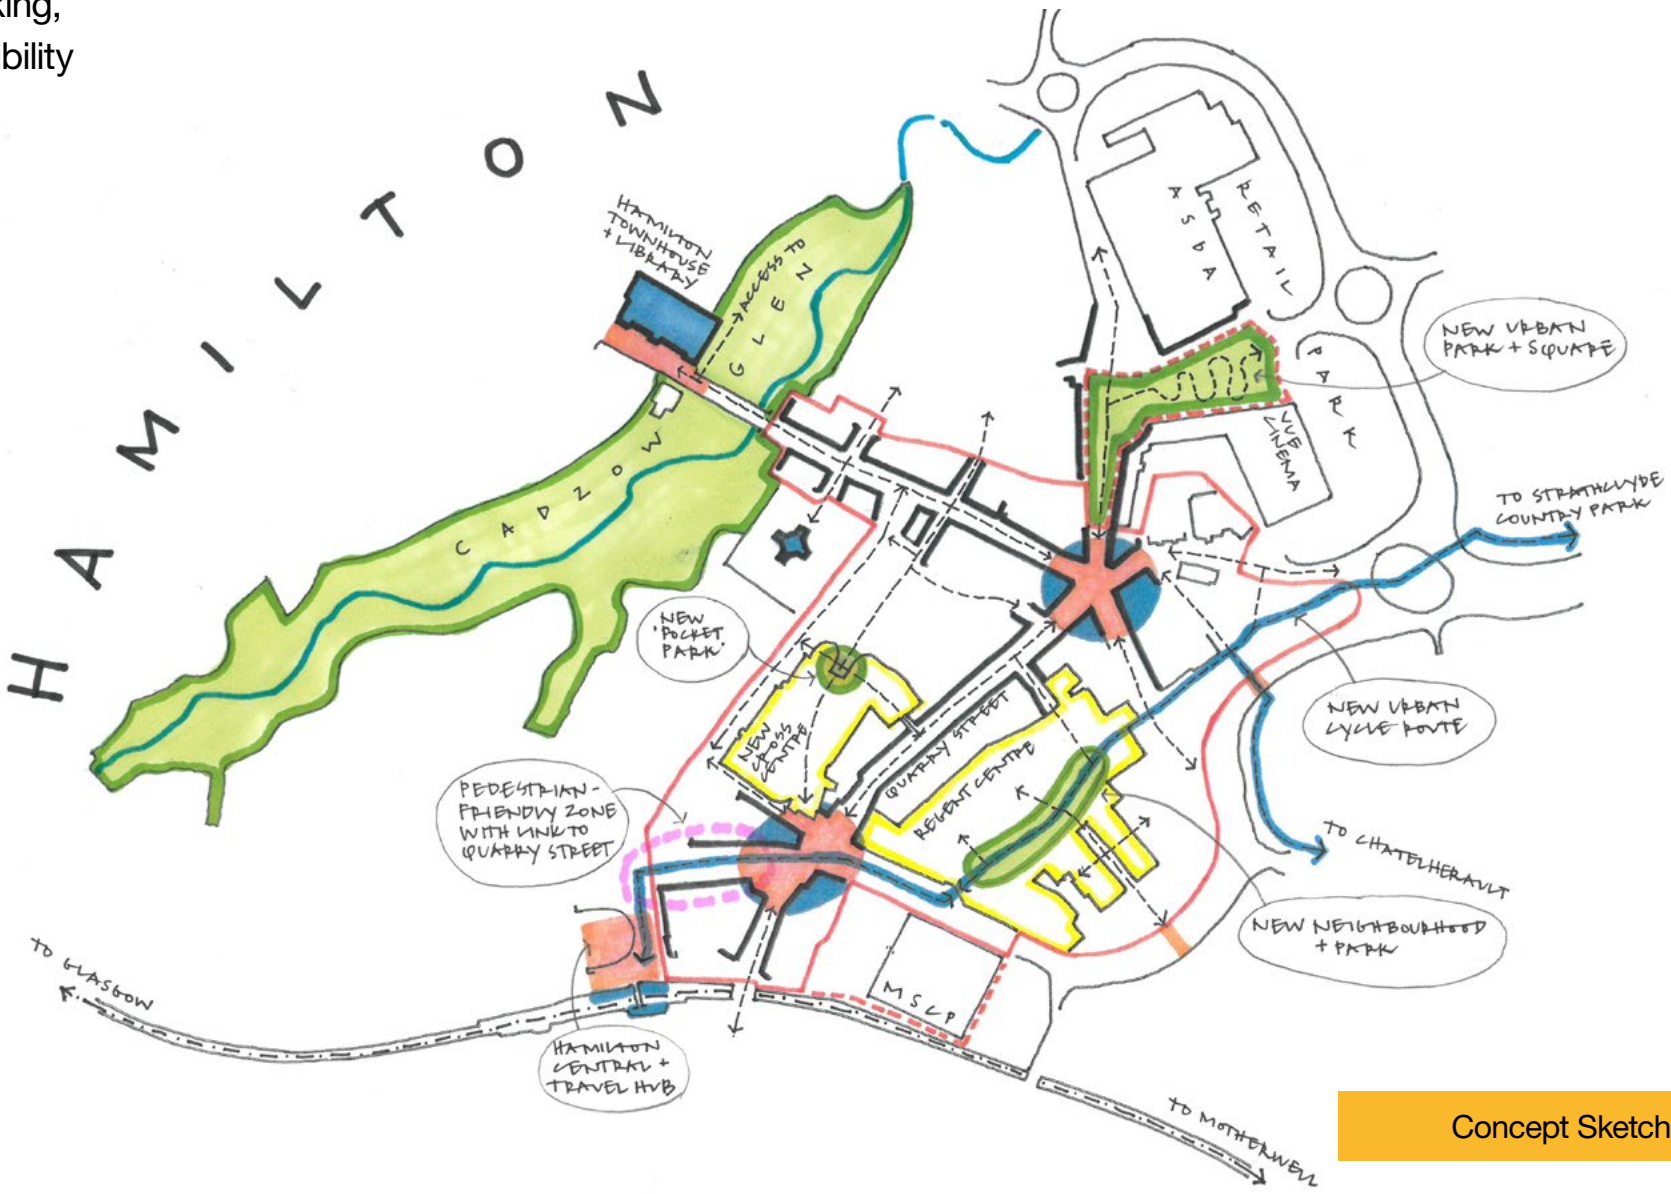 king,
bility
HAMILTON
HAMILTON
TOWNHOUSE
+ LIBRARY
ACCESS TO
GLEN
CADZOW
ASDA
RETAIL
PARK
NEW URBAN
PARK + SQUARE
VUE
CINEMA
TO STRATHCLYDE
COUNTRY PARK
NEW
'POCKET
PARK'
NEW URBAN
CYCLE ROUTE
NEW
CROSS
CENTRE
QUARRY STREET
REGENT CENTRE
PEDESTRIAN-
FRIENDLY ZONE
WITH LINK TO
QUARRY STREET
TO CHATELHERAULT
NEW NEIGHBOURHOOD
+ PARK
TO GLASGOW
MSCP
HAMILTON
CENTRAL +
TRAVEL HUB
TO MOTHERWELL
Concept Sketch